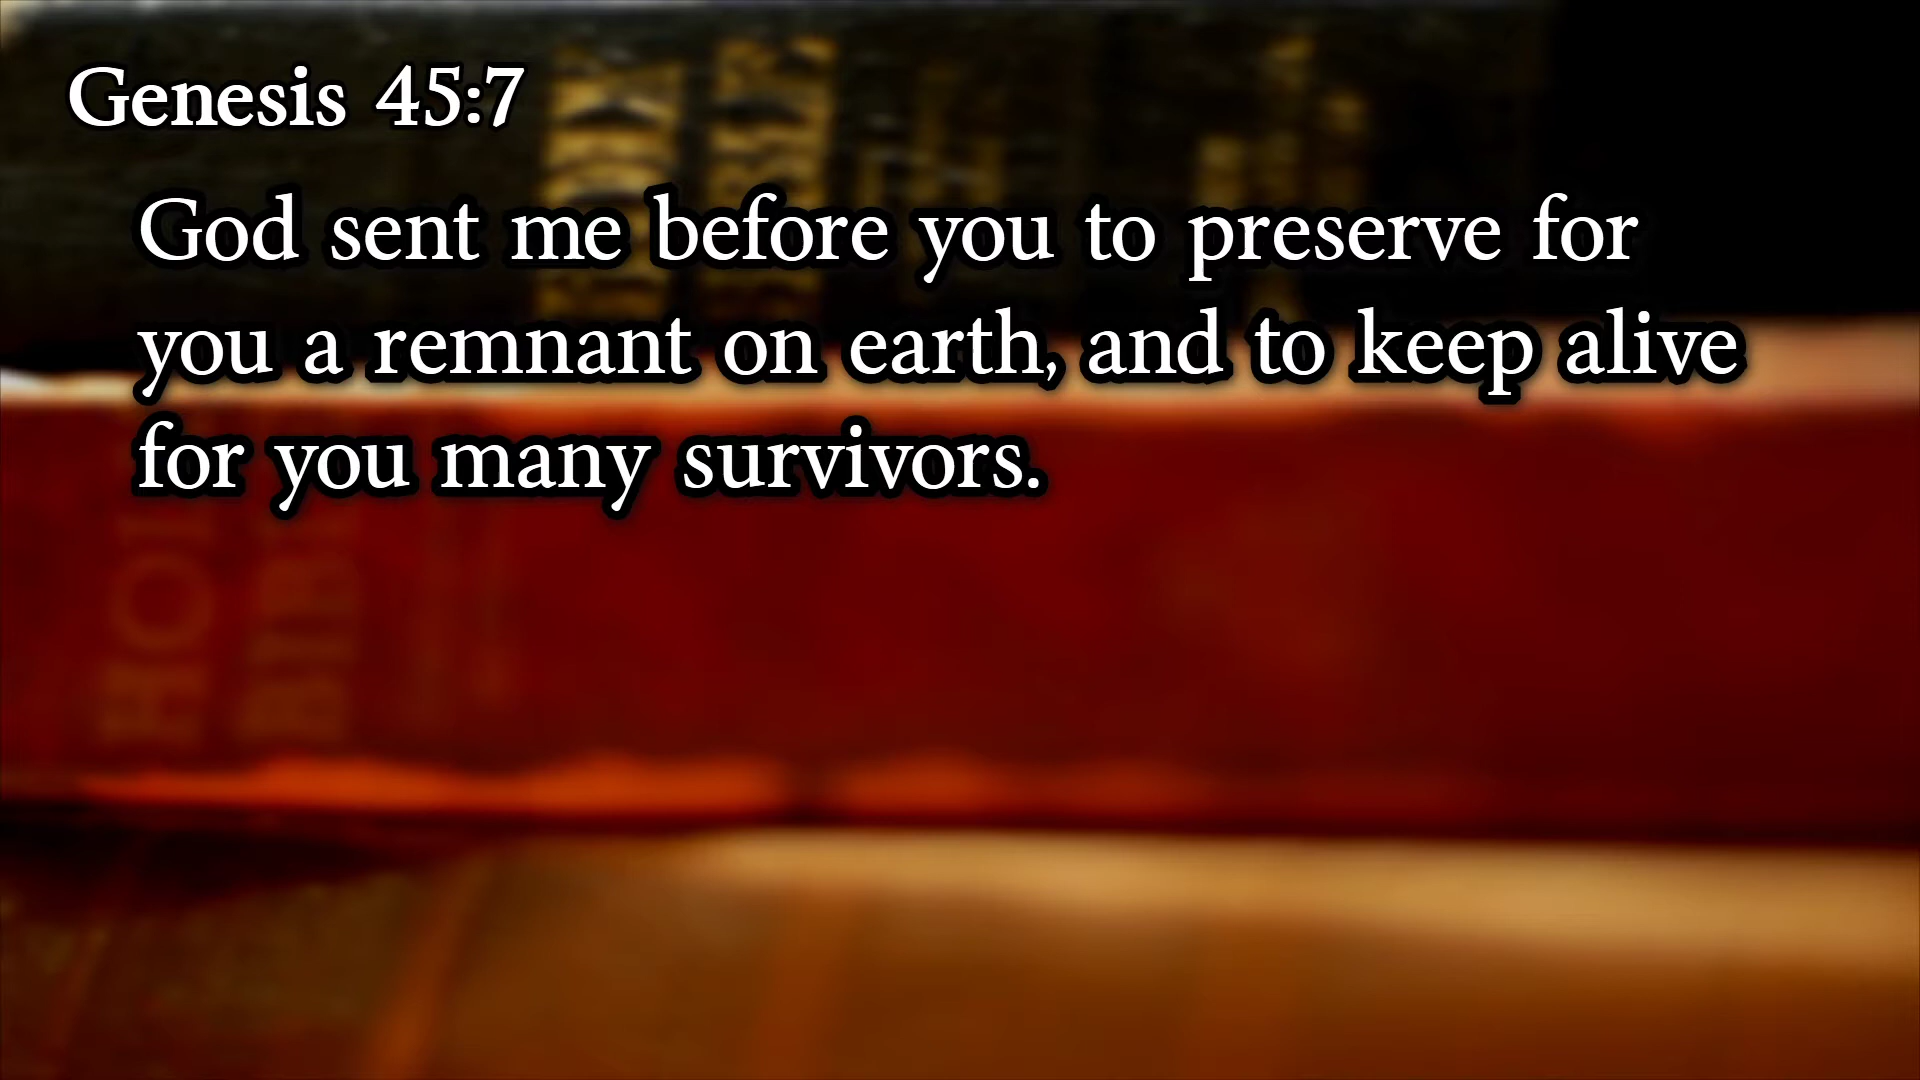 Genesis 45:7
God sent me before you to preserve for
you a remnant on earth, and to keep alive
for you many survivors.